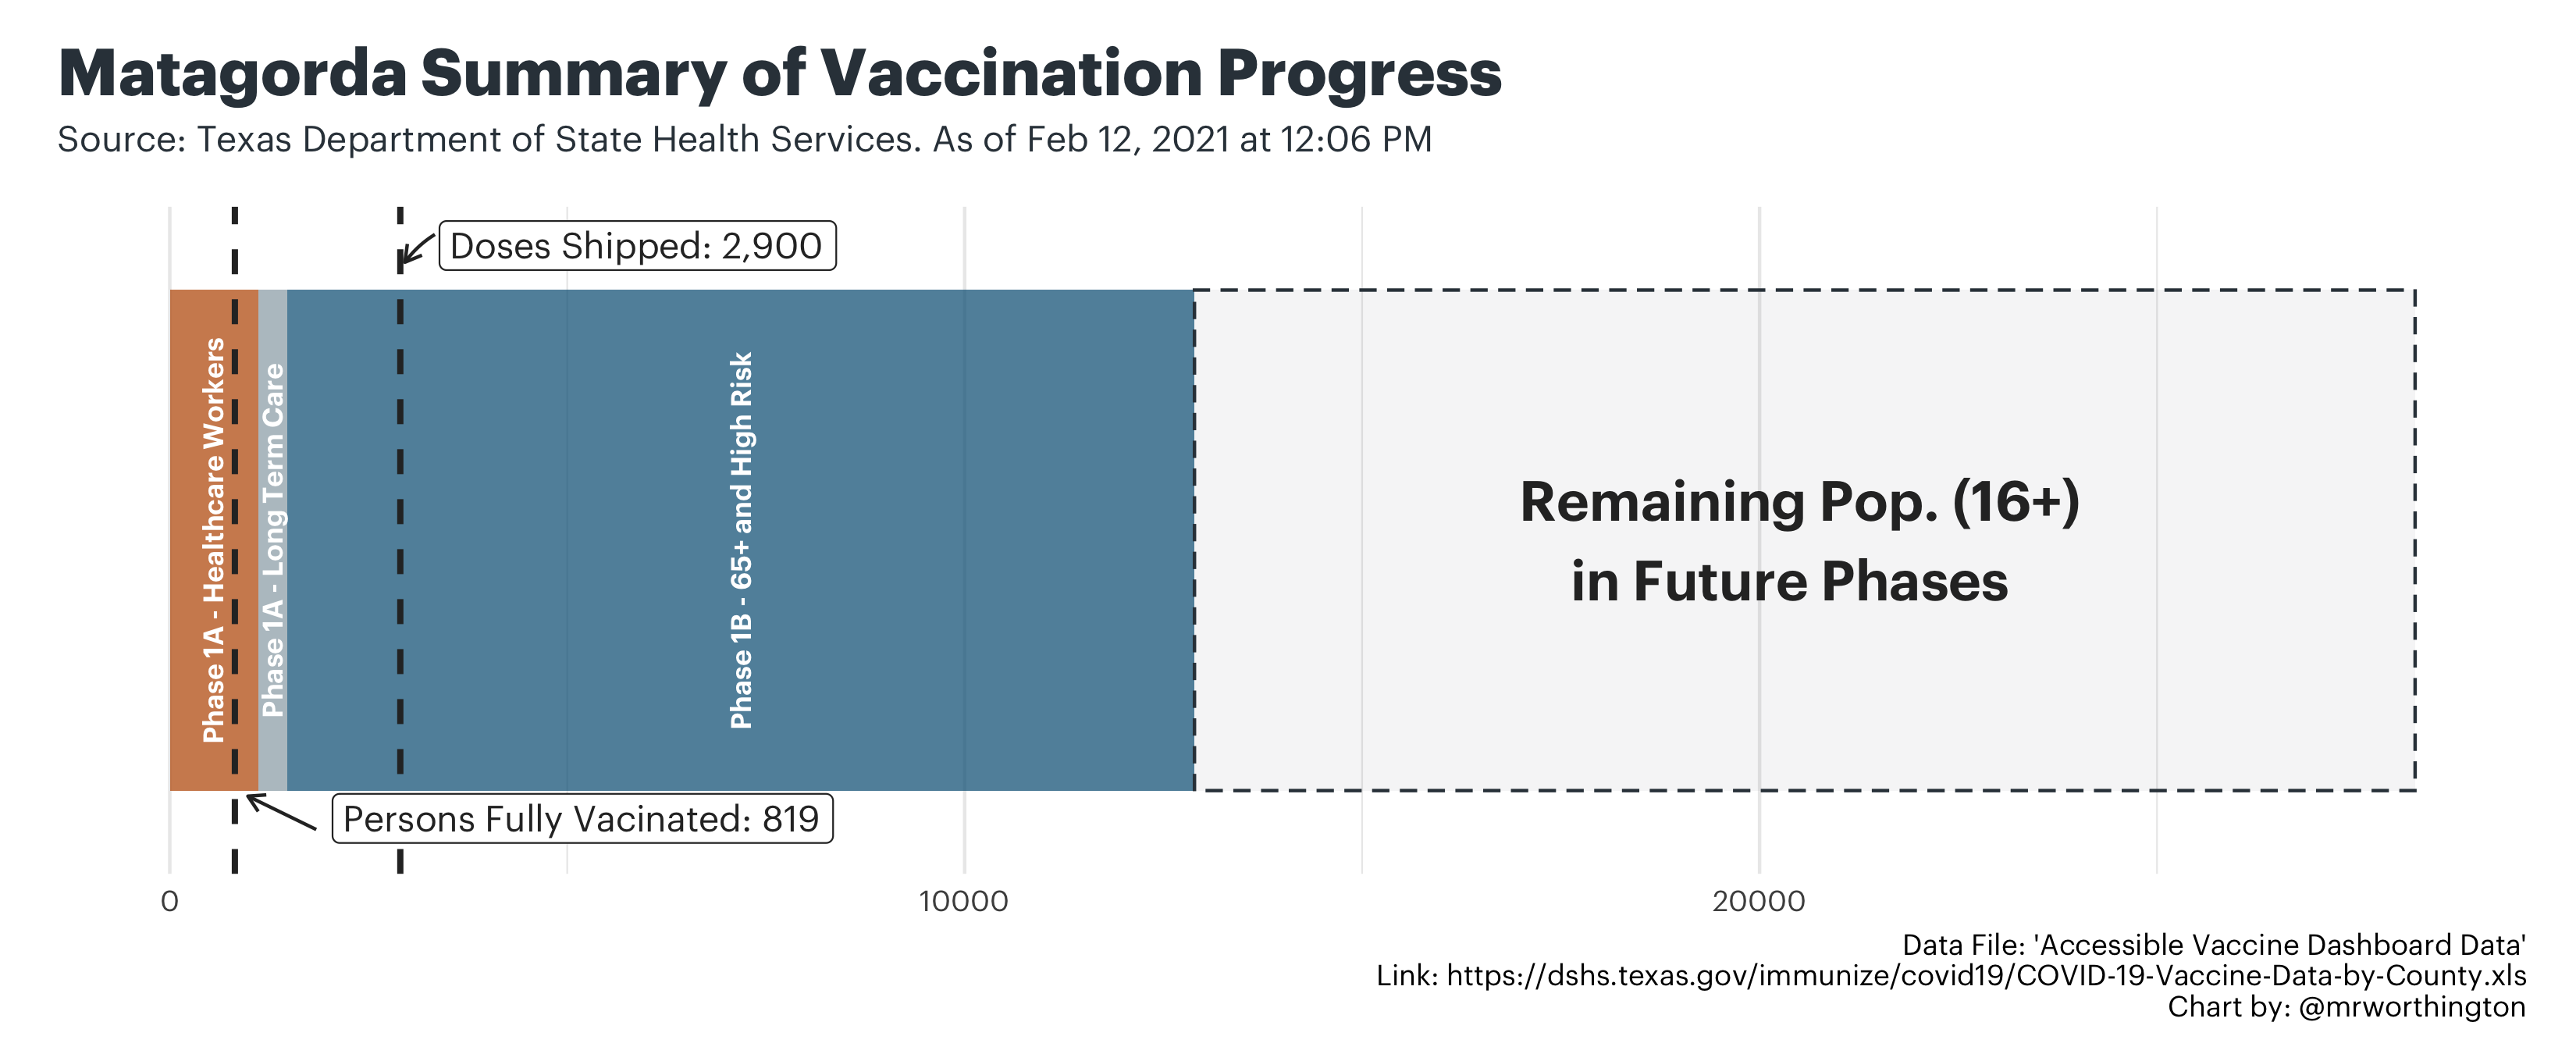 Matagorda Summary of Vaccination Progress
Source: Texas Department of State Health Services. As of Feb 12, 2021 at 12:06 PM
Doses Shipped: 2,900
Phase 1A - Healthcare Workers
Phase 1A - Long Term Care
Phase 1B - 65+ and High Risk
Remaining Pop. (16+)
in Future Phases
Persons Fully Vacinated: 819
0
10000
20000
Data File: 'Accessible Vaccine Dashboard Data'
Link: https://dshs.texas.gov/immunize/covid19/COVID-19-Vaccine-Data-by-County.xls
Chart by: @mrworthington